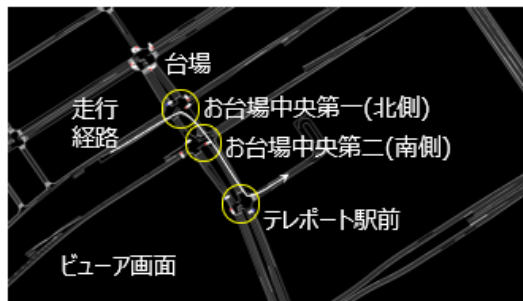 台場
走行
経路
お台場中央第一(北側)
お台場中央第二(南側)
テレポート駅前
ビューア画面